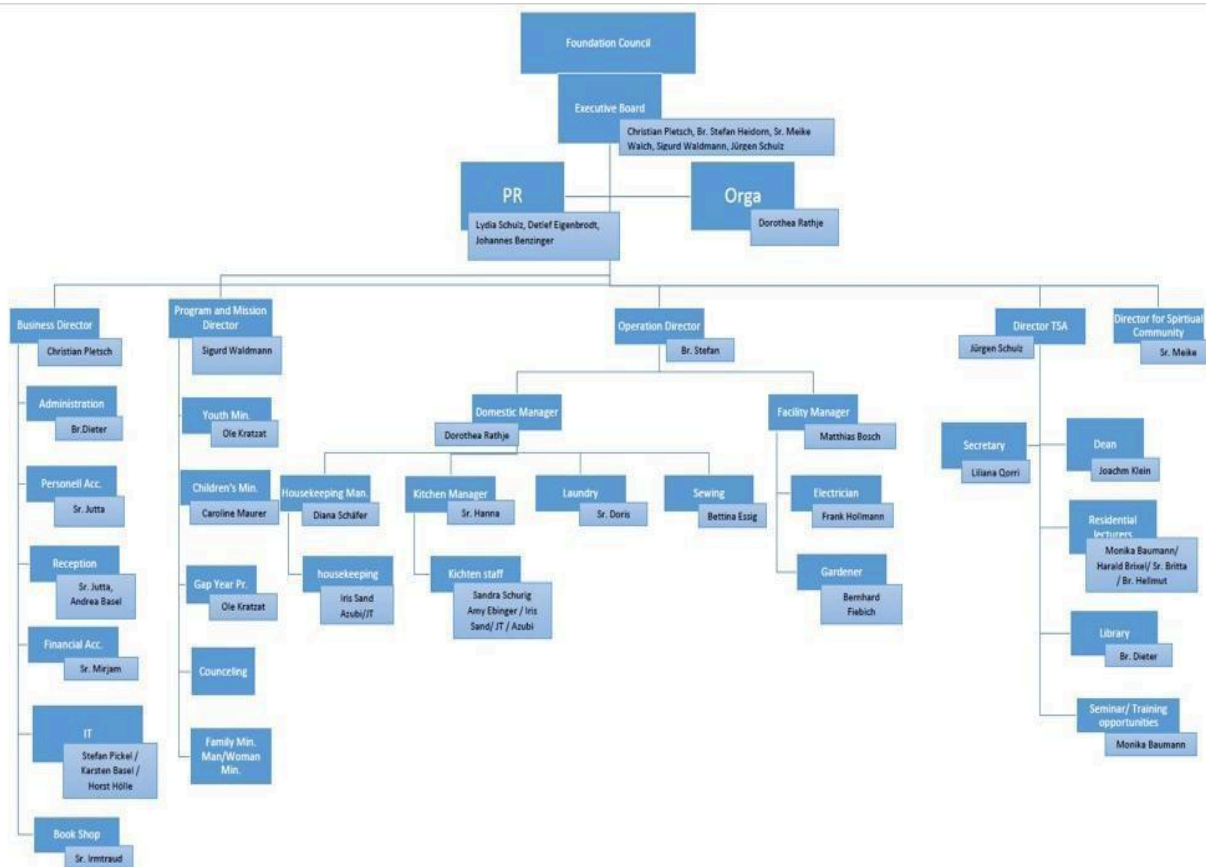 Foundation Council
Executive Board
Christian Pletsch, Br. Stefan Heidorn, Sr. Meike
Walch, Sigurd Waldmann, Jürgen Schulz
PR
Lydia Schulz, Detlef Eigenbrodt,
Johannes Benzinger
Orga
Dorothea Rathje
Business Director
Christian Pletsch
Administration
Br.Dieter
Personell Acc.
Sr. Jutta
Reception
Sr. Jutta,
Andrea Basel
Financial Acc.
Sr. Mirjam
IT
Stefan Pickel /
Karsten Basel /
Horst Hölle
Book Shop
Sr. Irmtraud
Program and Mission
Director
Sigurd Waldmann
Youth Min.
Ole Kratzat
Children's Min.
Caroline Maurer
Gap Year Pr.
Ole Kratzat
Counceling
Family Min.
Man/Woman
Min.
Operation Director
Br. Stefan
Domestic Manager
Dorothea Rathje
Housekeeping Man.
Diana Schäfer
housekeeping
Iris Sand
Azubi/JT
Kitchen Manager
Sr. Hanna
Kichten staff
Sandra Schurig
Amy Ebinger / Iris
Sand/ JT / Azubi
Laundry
Sr. Doris
Sewing
Bettina Essig
Facility Manager
Matthias Bosch
Electrician
Frank Hollmann
Gardener
Bernhard
Fiebich
Director TSA
Jürgen Schulz
Secretary
Liliana Qorri
Dean
Joachm Klein
Residential
lecturers
Monika Baumann/
Harald Brixel/ Sr. Britta
/ Br. Hellmut
Library
Br. Dieter
Seminar/ Training
opportunities
Monika Baumann
Director for Spirtiual
Community
Sr. Meike